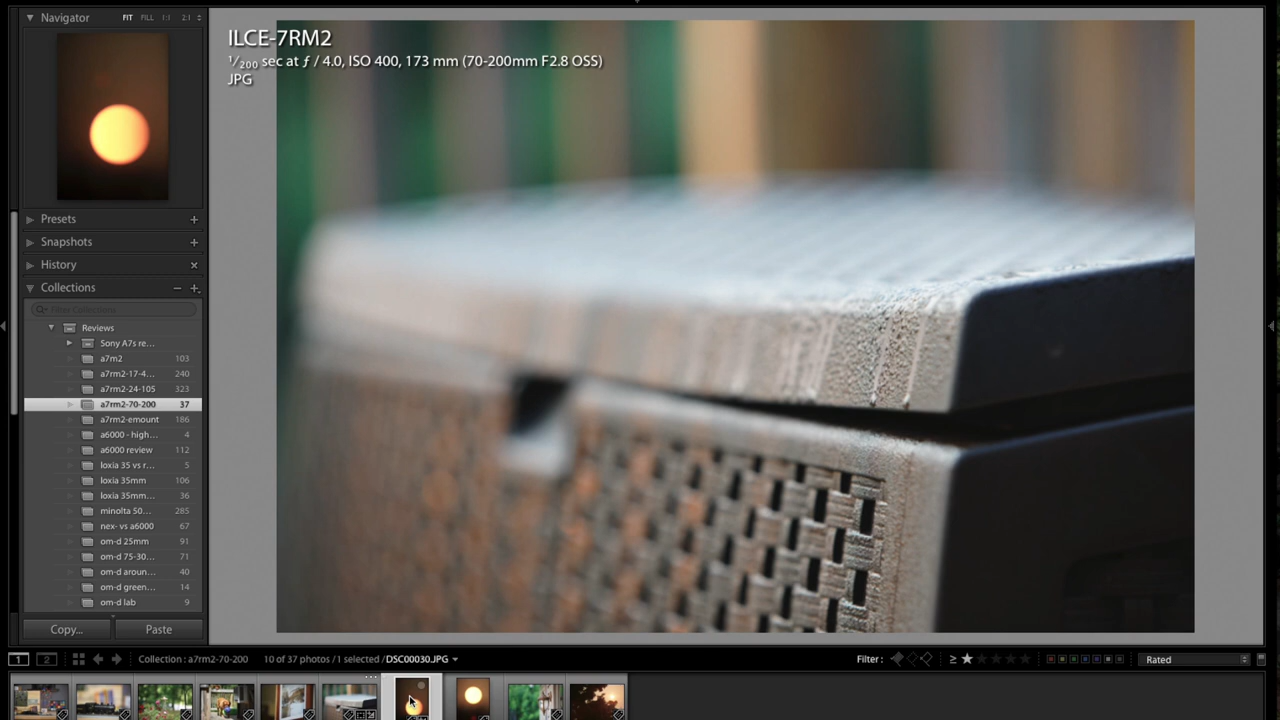 Navigator FIT FILL 1:1 2:1
ILCE-7RM2
1/200 sec at ƒ / 4.0, ISO 400, 173 mm (70-200mm F2.8 OSS)
JPG
Presets
Snapshots
History
Collections
Filter Collections
Reviews
Sony A7s re...
a7m2 103
a7rm2-17-4... 240
a7rm2-24-105 323
a7rm2-70-200 37
a7rm2-emount 186
a6000 - high... 4
a6000 review 112
loxia 35 vs r... 5
loxia 35mm 106
loxia 35mm... 36
minolta 50... 285
nex- vs a6000 67
om-d 25mm 91
om-d 75-30... 71
om-d aroun... 40
om-d green... 14
om-d lab 9
Copy... Paste
1 2 Collection : a7rm2-70-200 10 of 37 photos / 1 selected / DSC00030.JPG Filter : ≥ Rated